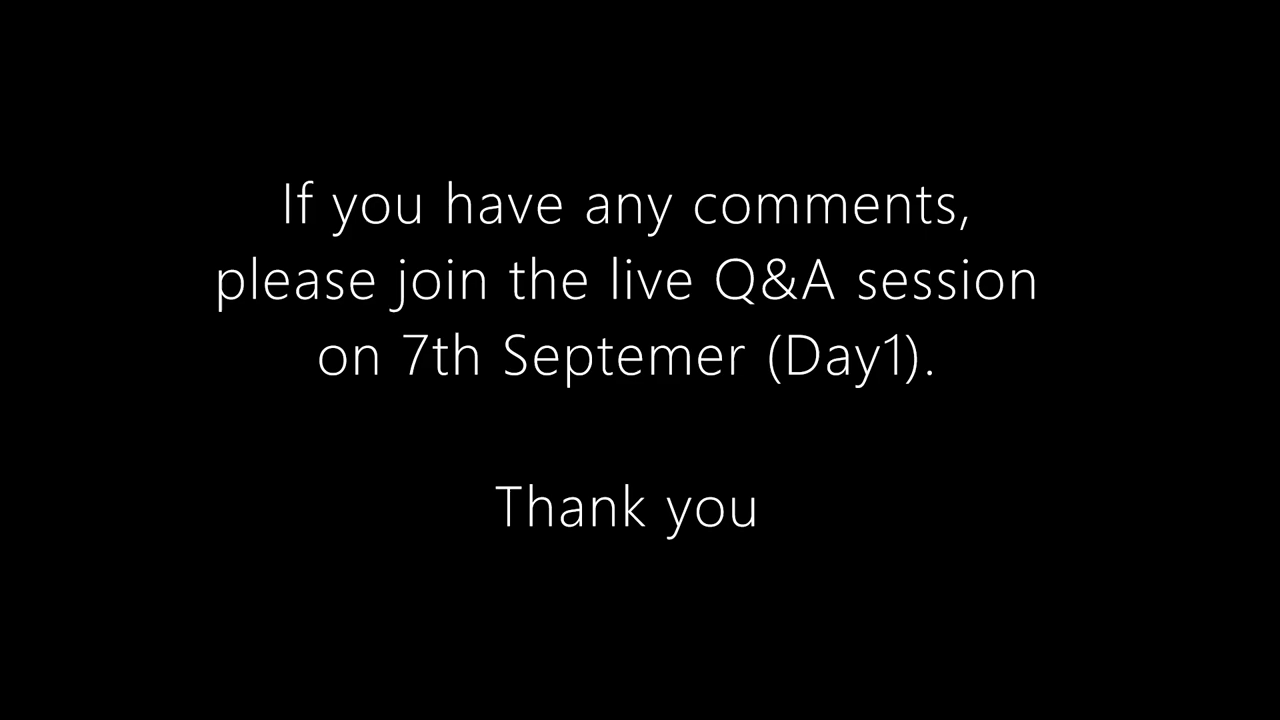 If you have any comments,
please join the live Q&A session
on 7th Septemer (Day1).
Thank you